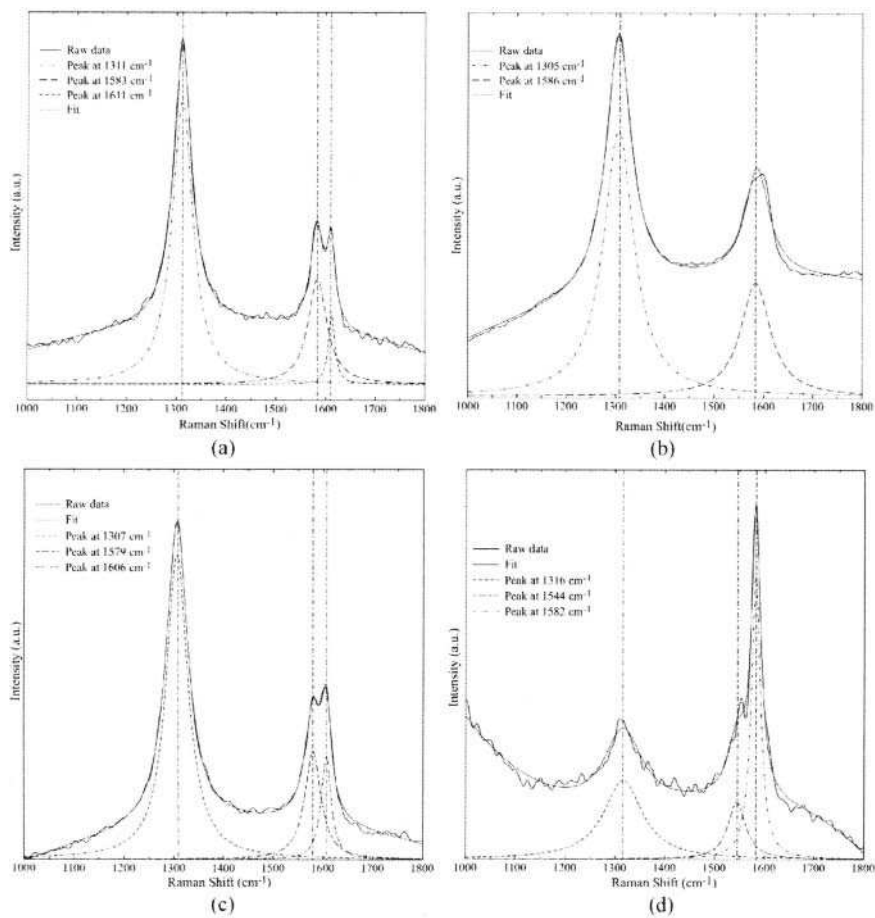 Raw data
Peak at 1311 cm-1
Peak at 1583 cm-1
Peak at 1611 cm-1
Fit
Intensity (a.u.)
1000 1100 1200 1300 1400 1500 1600 1700 1800
Raman Shift(cm-1)
(a)
Raw data
Peak at 1305 cm-1
Peak at 1586 cm-1
Fit
Intensity (a.u.)
1000 1100 1200 1300 1400 1500 1600 1700 1800
Raman Shift(cm-1)
(b)
Raw data
Fit
Peak at 1307 cm-1
Peak at 1579 cm-1
Peak at 1606 cm-1
Intensity (a.u.)
1000 1100 1200 1300 1400 1500 1600 1700 1800
Raman Shift (cm-1)
(c)
Raw data
Fit
Peak at 1316 cm-1
Peak at 1544 cm-1
Peak at 1582 cm-1
Intensity (a.u.)
1000 1100 1200 1300 1400 1500 1600 1700 1800
Raman Shift (cm-1)
(d)